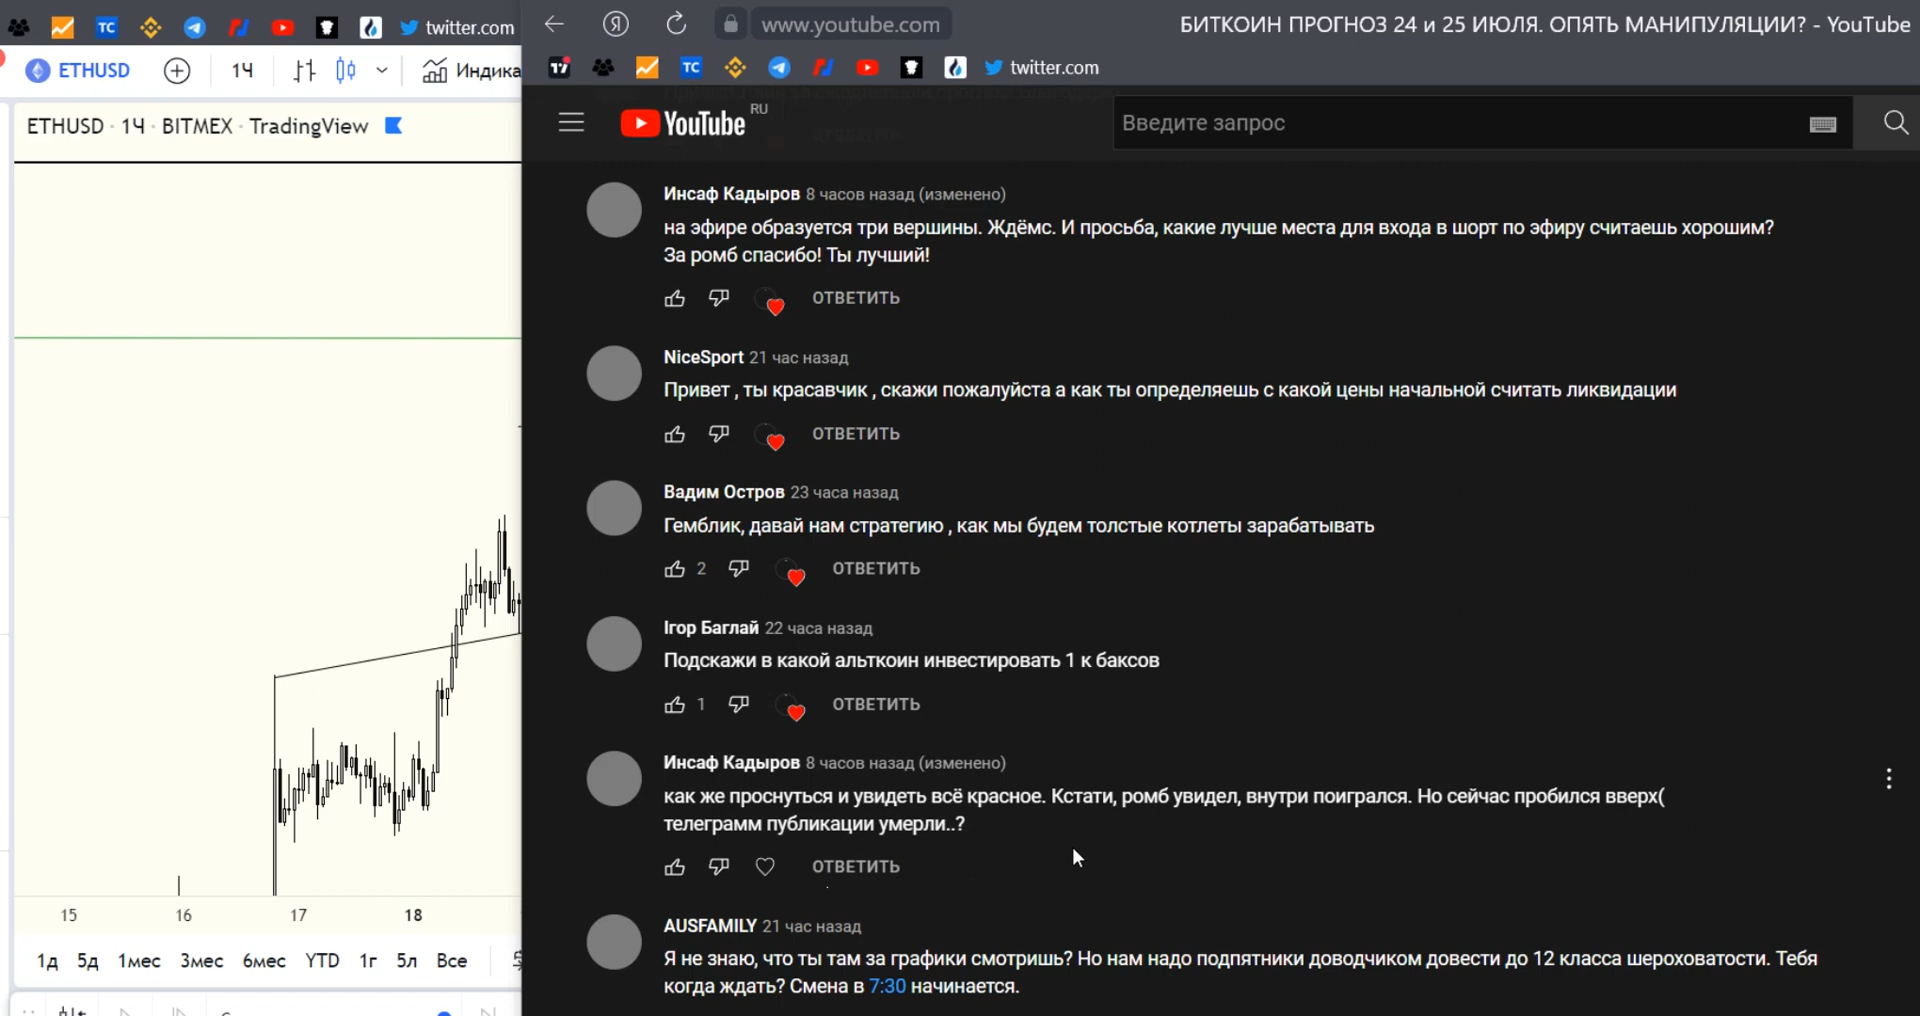 twitter.com
www.youtube.com
БИТКОИН ПРОГНОЗ 24 и 25 ИЮЛЯ. ОПЯТЬ МАНИПУЛЯЦИИ? - YouTube
ETHUSD
1Ч
Индика
TC
twitter.com
ETHUSD · 1Ч · BITMEX · TradingView
YouTube RU
Введите запрос
Инсаф Кадыров 8 часов назад (изменено)
на эфире образуется три вершины. Ждёмс. И просьба, какие лучше места для входа в шорт по эфиру считаешь хорошим?
За ромб спасибо! Ты лучший!
ОТВЕТИТЬ
NiceSport 21 час назад
Привет , ты красавчик , скажи пожалуйста а как ты определяешь с какой цены начальной считать ликвидации
ОТВЕТИТЬ
Вадим Остров 23 часа назад
Гемблик, давай нам стратегию , как мы будем толстые котлеты зарабатывать
2 ОТВЕТИТЬ
Ігор Баглай 22 часа назад
Подскажи в какой альткоин инвестировать 1 к баксов
1 ОТВЕТИТЬ
Инсаф Кадыров 8 часов назад (изменено)
как же проснуться и увидеть всё красное. Кстати, ромб увидел, внутри поигрался. Но сейчас пробился вверх(
телеграмм публикации умерли..?
ОТВЕТИТЬ
AUSFAMILY 21 час назад
Я не знаю, что ты там за графики смотришь? Но нам надо подпятники доводчиком довести до 12 класса шероховатости. Тебя
когда ждать? Смена в 7:30 начинается.
15 16 17 18
1д 5д 1мес 3мес 6мес YTD 1г 5л Все